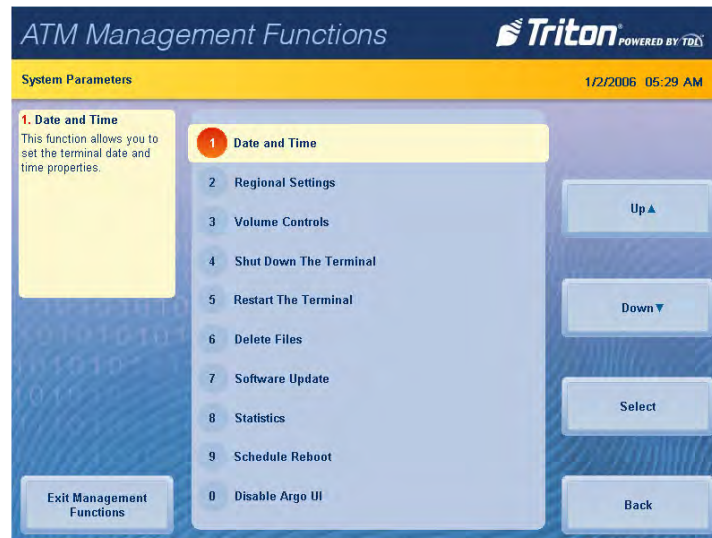 ATM Management Functions
Triton POWERED BY TDL
System Parameters
1/2/2006 05:29 AM
1. Date and Time
This function allows you to
set the terminal date and
time properties.
1 Date and Time
2 Regional Settings
3 Volume Controls
4 Shut Down The Terminal
5 Restart The Terminal
6 Delete Files
7 Software Update
8 Statistics
9 Schedule Reboot
0 Disable Argo UI
Up▲
Down▼
Select
Back
Exit Management
Functions